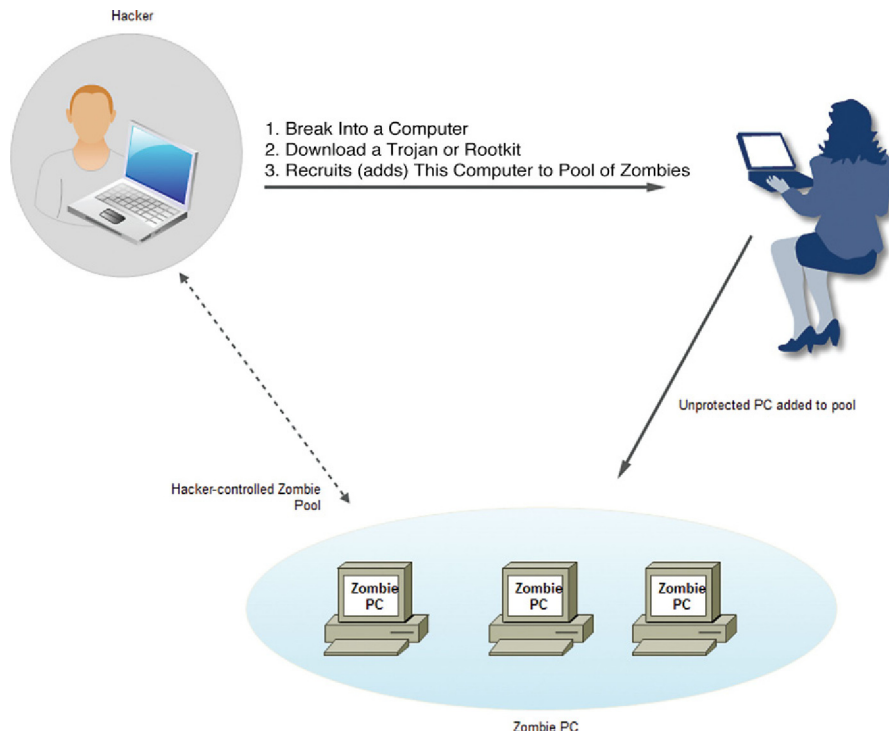 Hacker
1. Break Into a Computer
2. Download a Trojan or Rootkit
3. Recruits (adds) This Computer to Pool of Zombies
Unprotected PC added to pool
Hacker-controlled Zombie
Pool
Zombie
PC
Zombie
PC
Zombie
PC
Zombie PC